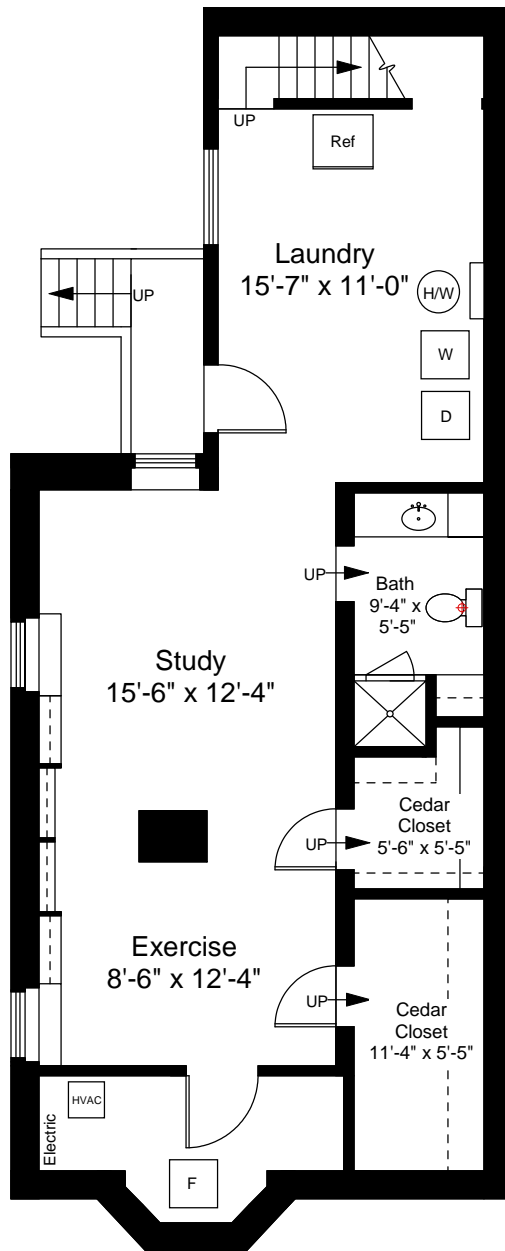 UP
Ref
Laundry
15'-7" x 11'-0"
H/W
UP
W
D
UP
Bath
9'-4" x
5'-5"
Study
15'-6" x 12'-4"
Cedar
Closet
5'-6" x 5'-5"
UP
Exercise
8'-6" x 12'-4"
UP
Cedar
Closet
11'-4" x 5'-5"
HVAC
Electric
F